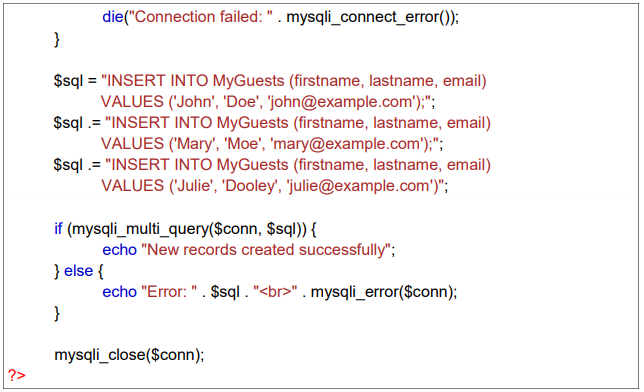 die("Connection failed: " . mysqli_connect_error());
}
$sql = "INSERT INTO MyGuests (firstname, lastname, email)
VALUES ('John', 'Doe', 'john@example.com');";
$sql .= "INSERT INTO MyGuests (firstname, lastname, email)
VALUES ('Mary', 'Moe', 'mary@example.com');";
$sql .= "INSERT INTO MyGuests (firstname, lastname, email)
VALUES ('Julie', 'Dooley', 'julie@example.com')";
if (mysqli_multi_query($conn, $sql)) {
echo "New records created successfully";
} else {
echo "Error: " . $sql . "<br>" . mysqli_error($conn);
}
mysqli_close($conn);
?>